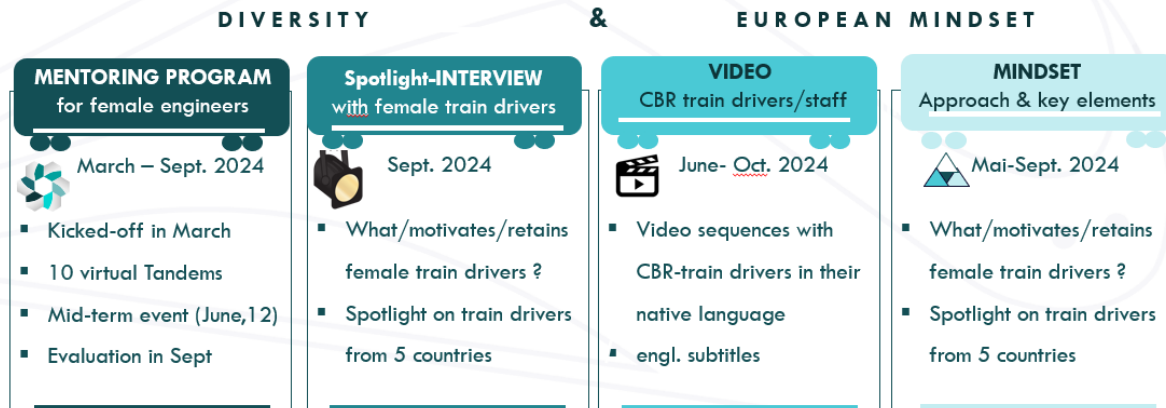 DIVERSITY & EUROPEAN MINDSET
MENTORING PROGRAM
for female engineers
March – Sept. 2024
▪ Kicked-off in March
▪ 10 virtual Tandems
▪ Mid-term event (June,12)
▪ Evaluation in Sept
Spotlight-INTERVIEW
with female train drivers
Sept. 2024
▪ What/motivates/retains
female train drivers ?
▪ Spotlight on train drivers
from 5 countries
VIDEO
CBR train drivers/staff
June- Oct. 2024
▪ Video sequences with
CBR-train drivers in their
native language
▪ engl. subtitles
MINDSET
Approach & key elements
Mai-Sept. 2024
▪ What/motivates/retains
female train drivers ?
▪ Spotlight on train drivers
from 5 countries